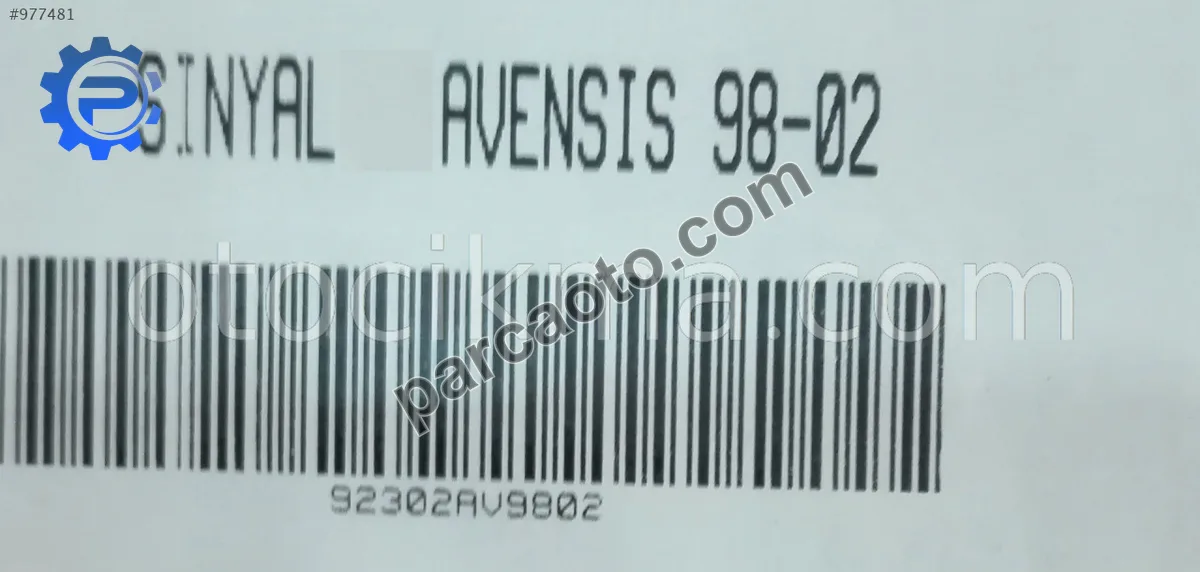 #977481
SINYAL AVENSIS 98-02
otocikma.com
parcaoto.com
92302AV9802